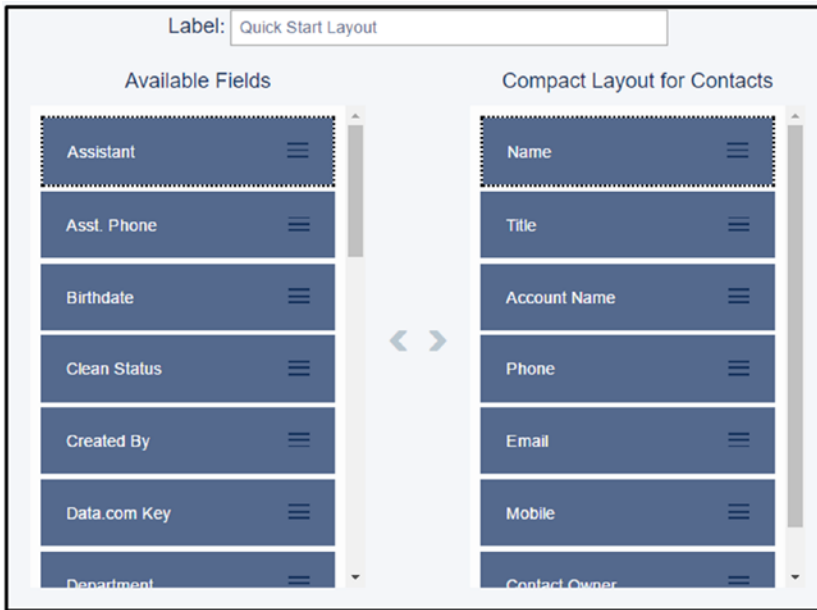 Label: Quick Start Layout
Available Fields
Compact Layout for Contacts
Assistant
Asst. Phone
Birthdate
Clean Status
Created By
Data.com Key
Department
Name
Title
Account Name
Phone
Email
Mobile
Contact Owner